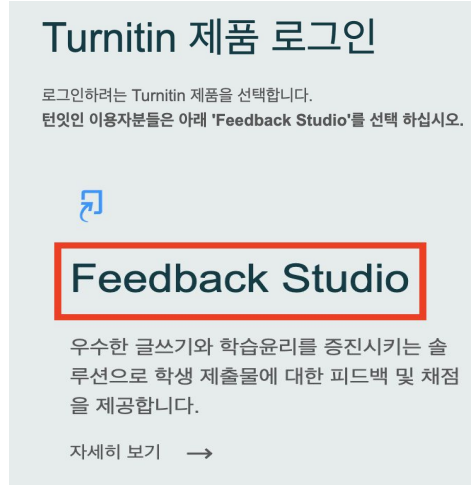 Turnitin 제품 로그인
로그인하려는 Turnitin 제품을 선택합니다.
턴잇인 이용자분들은 아래 'Feedback Studio'를 선택 하십시오.
Feedback Studio
우수한 글쓰기와 학습윤리를 증진시키는 솔
루션으로 학생 제출물에 대한 피드백 및 채점
을 제공합니다.
자세히 보기 →